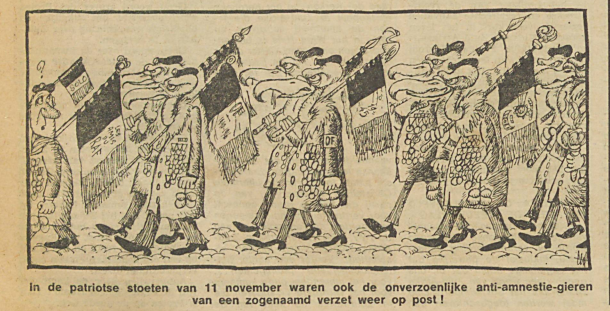 ?
OF
In de patriotse stoeten van 11 november waren ook de onverzoenlijke anti-amnestie-gieren
van een zogenaamd verzet weer op post !